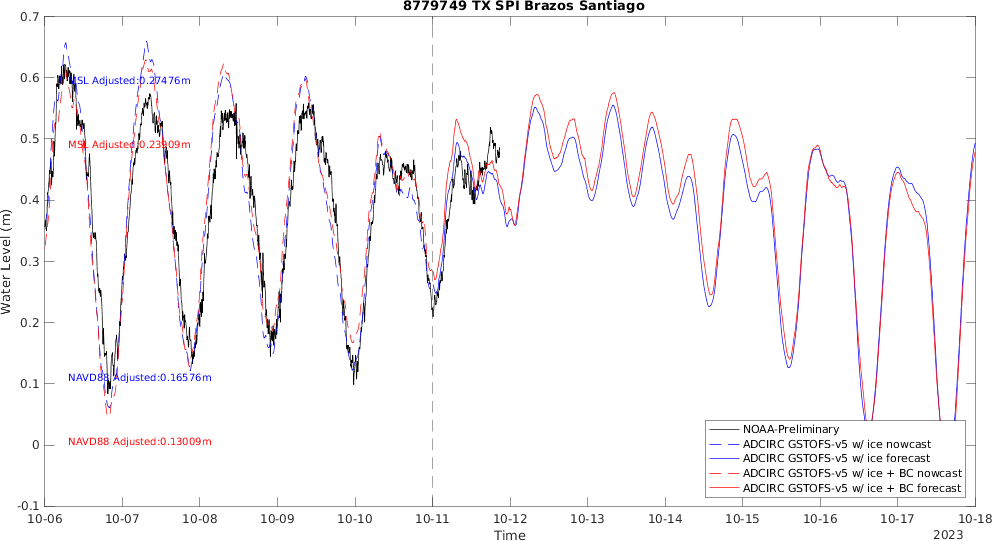 8779749 TX SPI Brazos Santiago
0.7
0.6
0.5
0.4
0.3
0.2
0.1
0
-0.1
Water Level (m)
MSL Adjusted:0.27476m
MSL Adjusted:0.23909m
NAVD88 Adjusted:0.16576m
NAVD88 Adjusted:0.13009m
NOAA-Preliminary
ADCIRC GSTOFS-v5 w/ ice nowcast
ADCIRC GSTOFS-v5 w/ ice forecast
ADCIRC GSTOFS-v5 w/ ice + BC nowcast
ADCIRC GSTOFS-v5 w/ ice + BC forecast
10-06 10-07 10-08 10-09 10-10 10-11 10-12 10-13 10-14 10-15 10-16 10-17 10-18
Time
2023